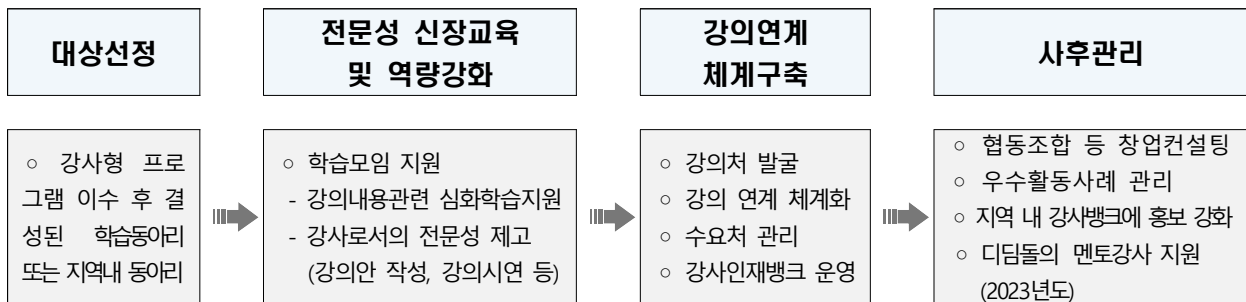 대상선정
전문성 신장교육
및 역량강화
강의연계
체계구축
사후관리
○ 강사형 프로
그램 이수 후 결
성된 학습동아리
또는 지역내 동아리
○ 학습모임 지원
- 강의내용관련 심화학습지원
- 강사로서의 전문성 제고
(강의안 작성, 강의시연 등)
○ 강의처 발굴
○ 강의 연계 체계화
○ 수요처 관리
○ 강사인재뱅크 운영
○ 협동조합 등 창업컨설팅
○ 우수활동사례 관리
○ 지역 내 강사뱅크에 홍보 강화
○ 디딤돌의 멘토강사 지원
(2023년도)